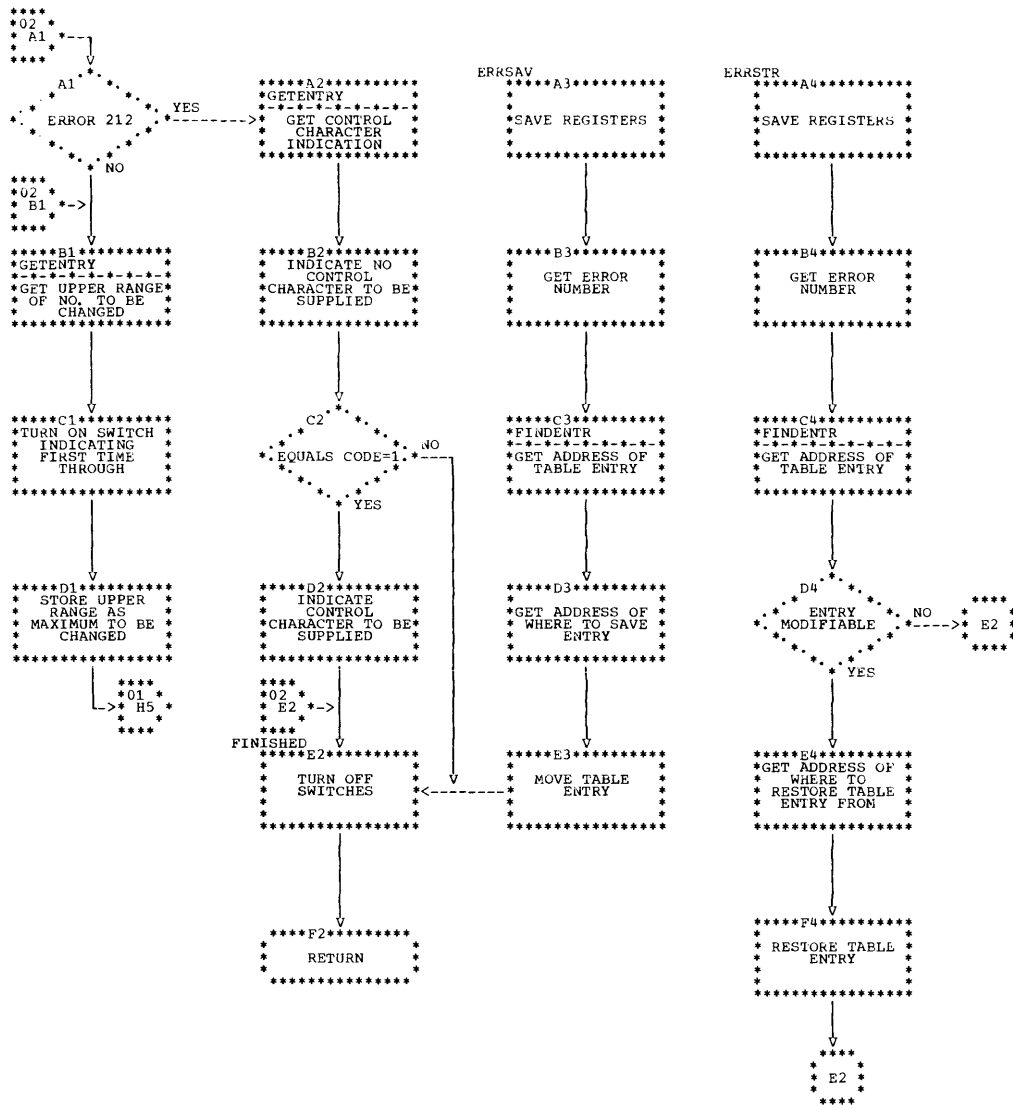 02
A1
A1
ERROR 212
YES
NO
02
B1
B1
GETENTRY
GET UPPER RANGE
OF NO. TO BE
CHANGED
C1
TURN ON SWITCH
INDICATING
FIRST TIME
THROUGH
D1
STORE UPPER
RANGE AS
MAXIMUM TO BE
CHANGED
01
H5
A2
GETENTRY
GET CONTROL
CHARACTER
INDICATION
B2
INDICATE NO
CONTROL
CHARACTER TO BE
SUPPLIED
C2
EQUALS CODE=1
NO
YES
D2
INDICATE
CONTROL
CHARACTER TO BE
SUPPLIED
02
E2
FINISHED
E2
TURN OFF
SWITCHES
F2
RETURN
ERRSAV
A3
SAVE REGISTERS
B3
GET ERROR
NUMBER
C3
FINDENTR
GET ADDRESS OF
TABLE ENTRY
D3
GET ADDRESS OF
WHERE TO SAVE
ENTRY
E3
MOVE TABLE
ENTRY
ERRSTR
A4
SAVE REGISTERS
B4
GET ERROR
NUMBER
C4
FINDENTR
GET ADDRESS OF
TABLE ENTRY
D4
ENTRY
MODIFIABLE
NO
E2
YES
E4
GET ADDRESS OF
WHERE TO
RESTORE TABLE
ENTRY FROM
F4
RESTORE TABLE
ENTRY
E2